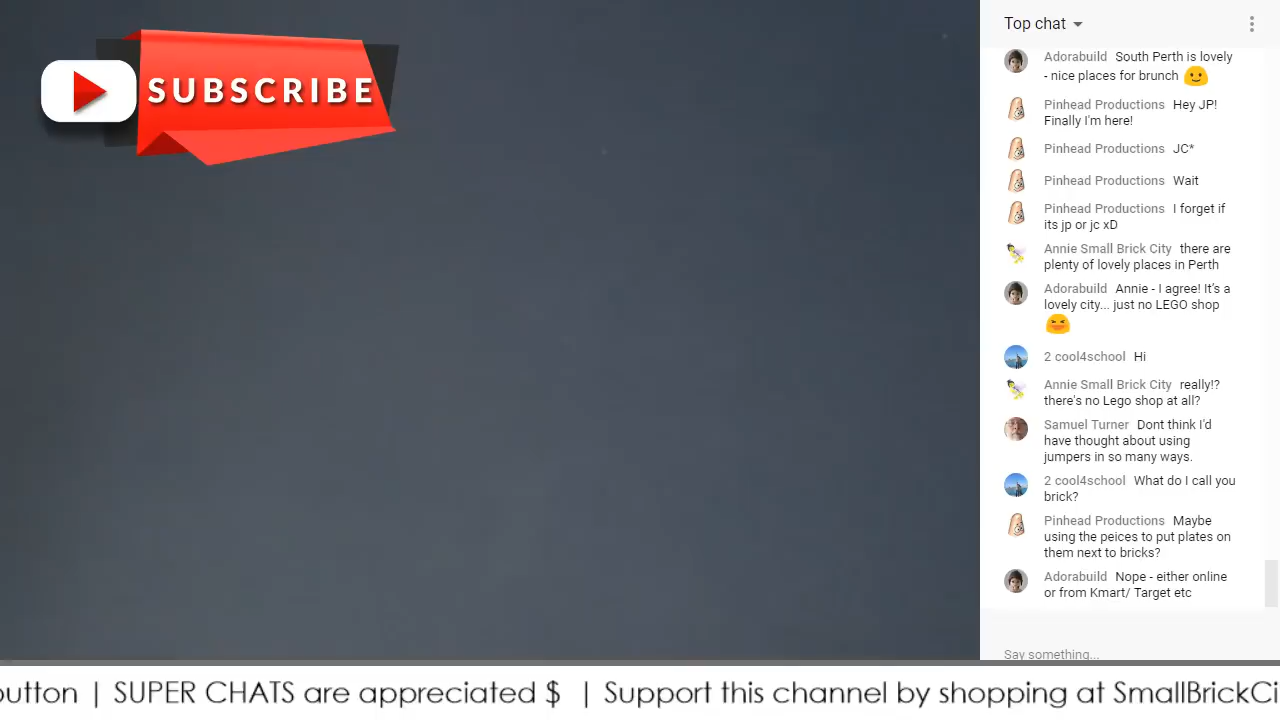 SUBSCRIBE
Top chat
Adorabuild South Perth is lovely
- nice places for brunch
Pinhead Productions Hey JP!
Finally I'm here!
Pinhead Productions JC*
Pinhead Productions Wait
Pinhead Productions I forget if
its jp or jc xD
Annie Small Brick City there are
plenty of lovely places in Perth
Adorabuild Annie - I agree! It's a
lovely city... just no LEGO shop
2 cool4school Hi
Annie Small Brick City really!?
there's no Lego shop at all?
Samuel Turner Dont think I'd
have thought about using
jumpers in so many ways.
2 cool4school What do I call you
brick?
Pinhead Productions Maybe
using the peices to put plates on
them next to bricks?
Adorabuild Nope - either online
or from Kmart/ Target etc
Say something...
button | SUPER CHATS are appreciated $ | Support this channel by shopping at SmallBrickCi